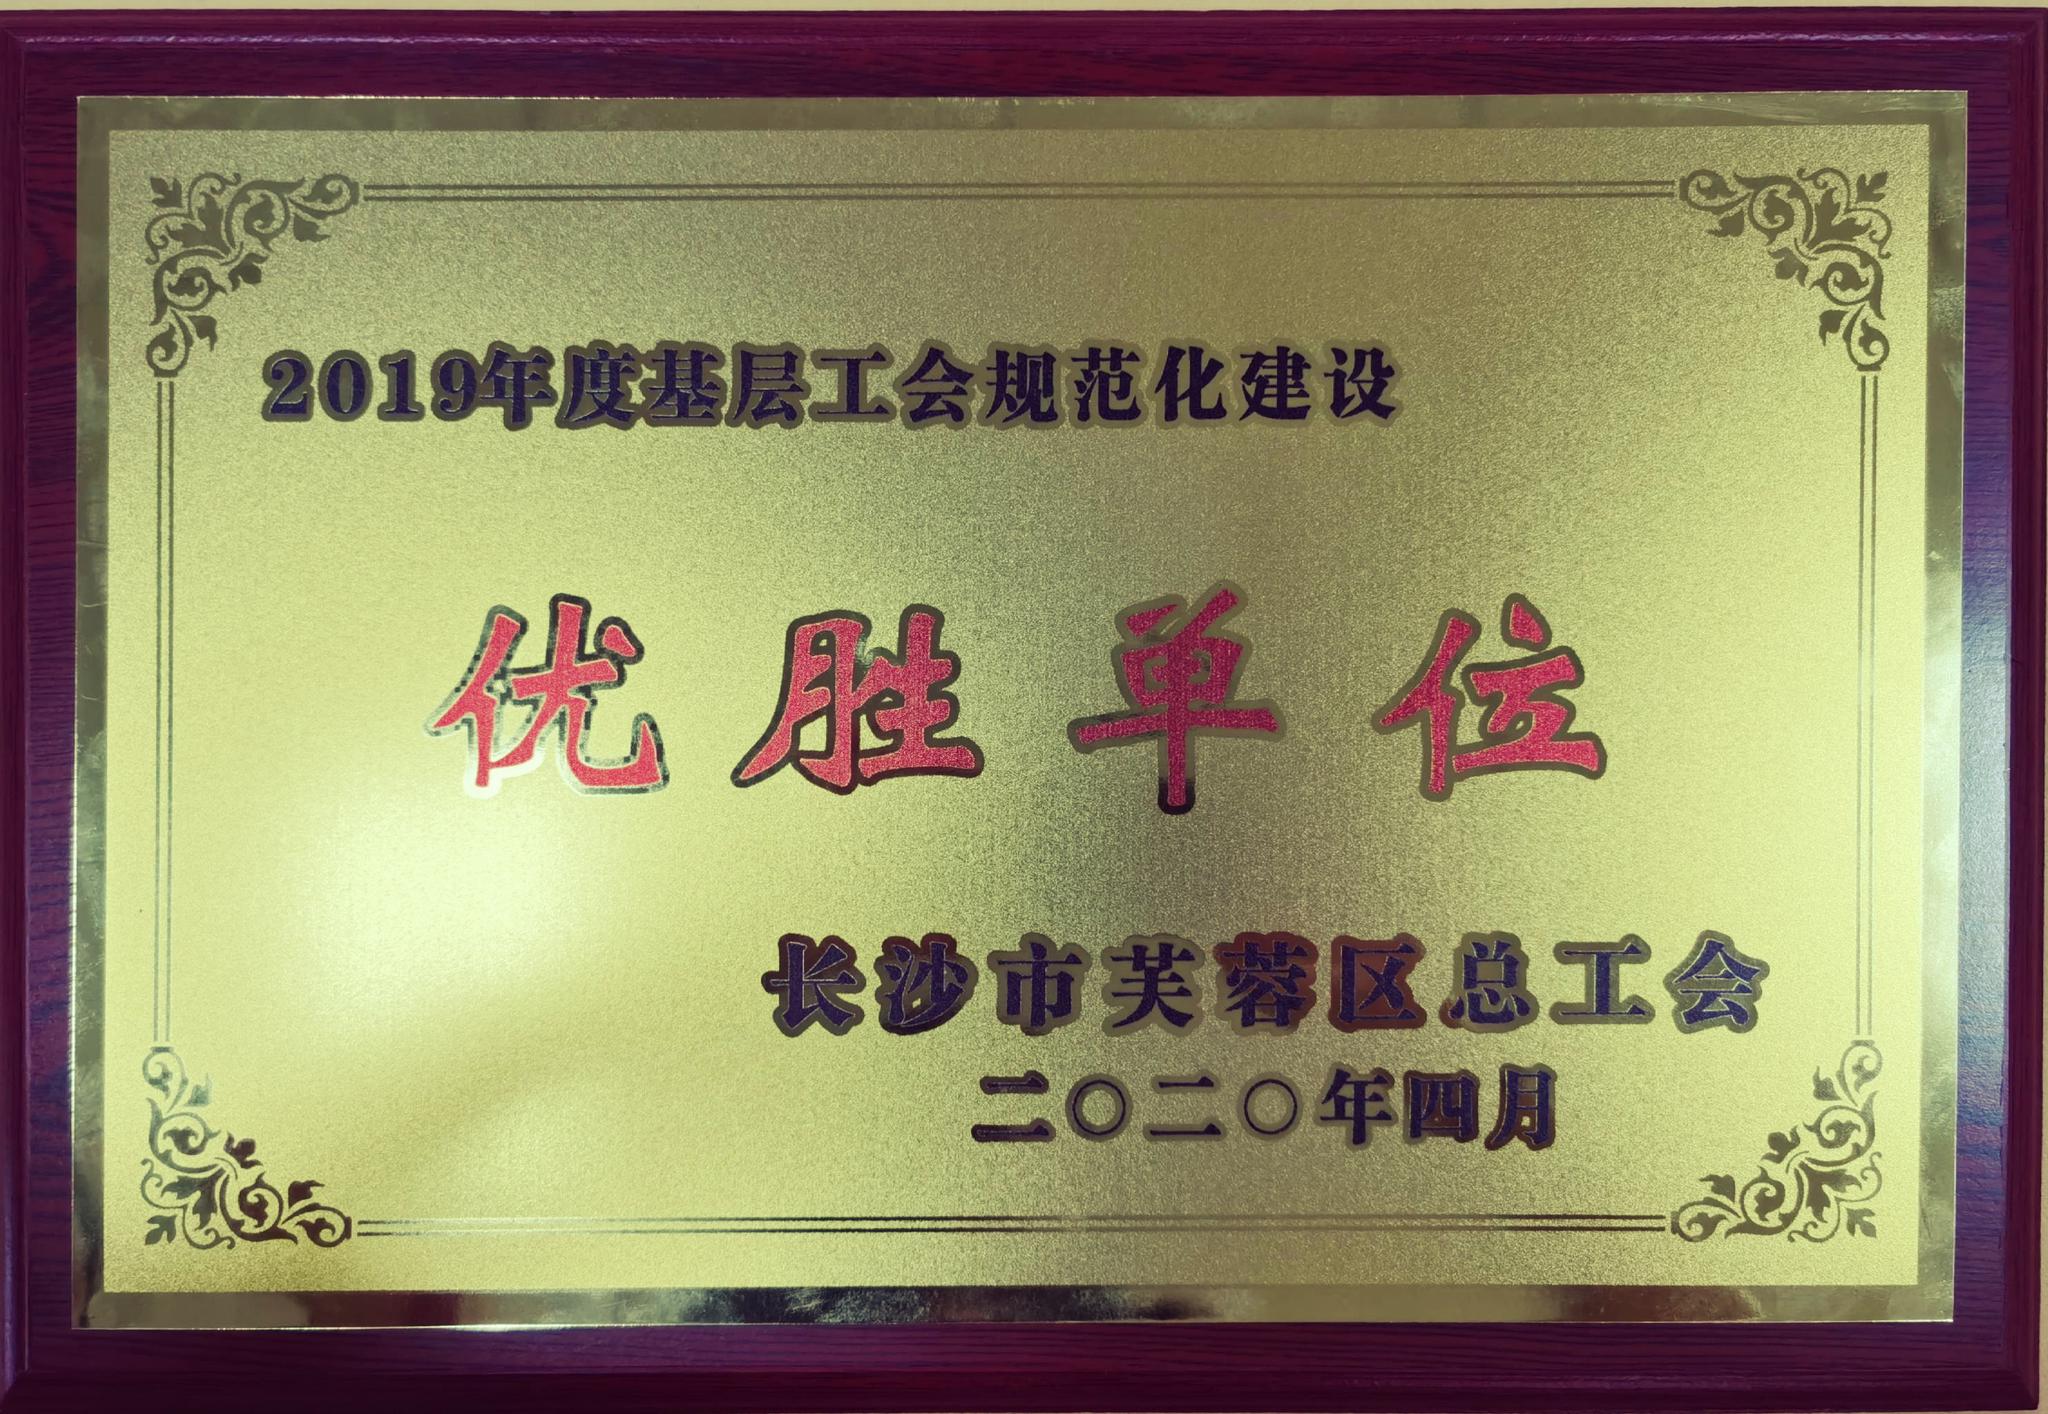 2019年度基层工会规范化建设
优胜单位
长沙市芙蓉区总工会
二〇二〇年四月